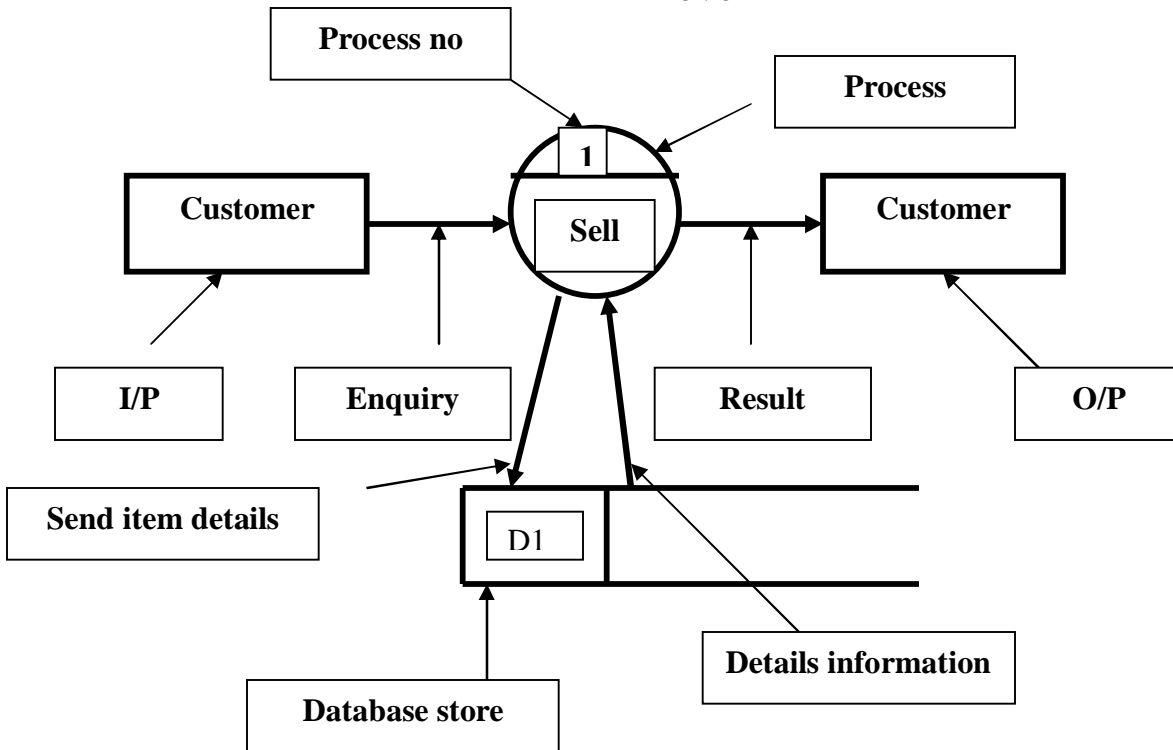 Process no
Process
1
Customer
Sell
Customer
I/P
Enquiry
Result
O/P
Send item details
D1
Details information
Database store